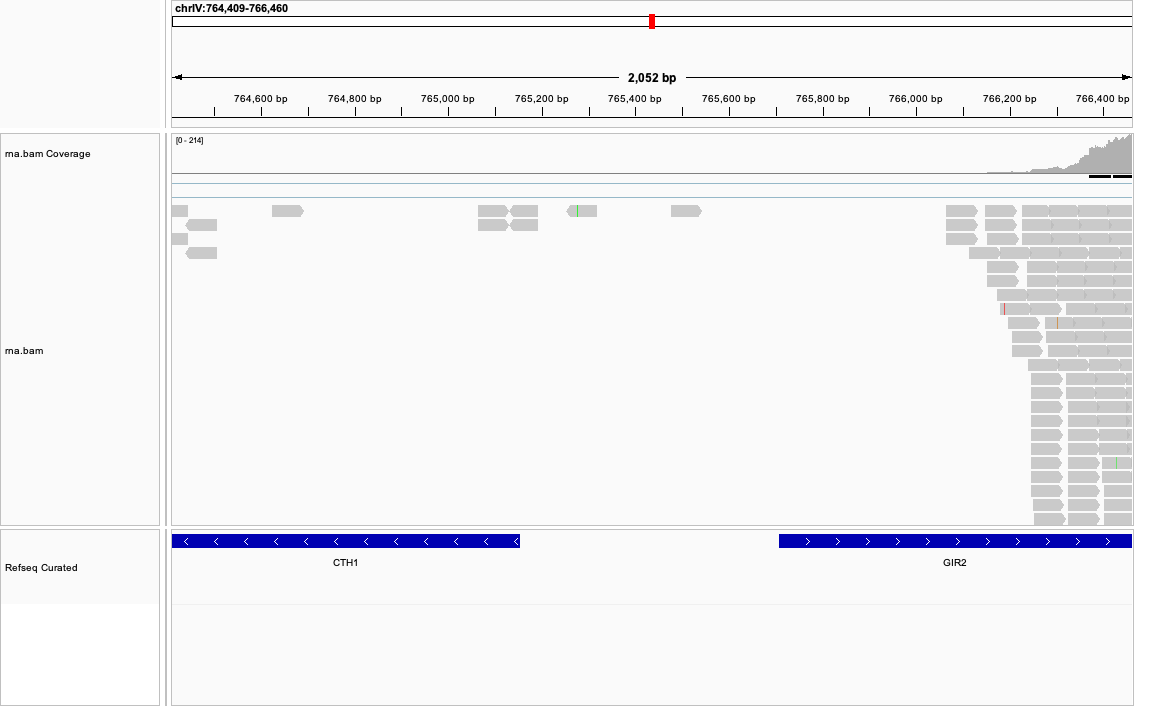 chrIV:764,409-766,460
2,052 bp
764,600 bp 764,800 bp 765,000 bp 765,200 bp 765,400 bp 765,600 bp 765,800 bp 766,000 bp 766,200 bp 766,400 bp
[0 - 214]
rna.bam Coverage
rna.bam
CTH1 GIR2
Refseq Curated